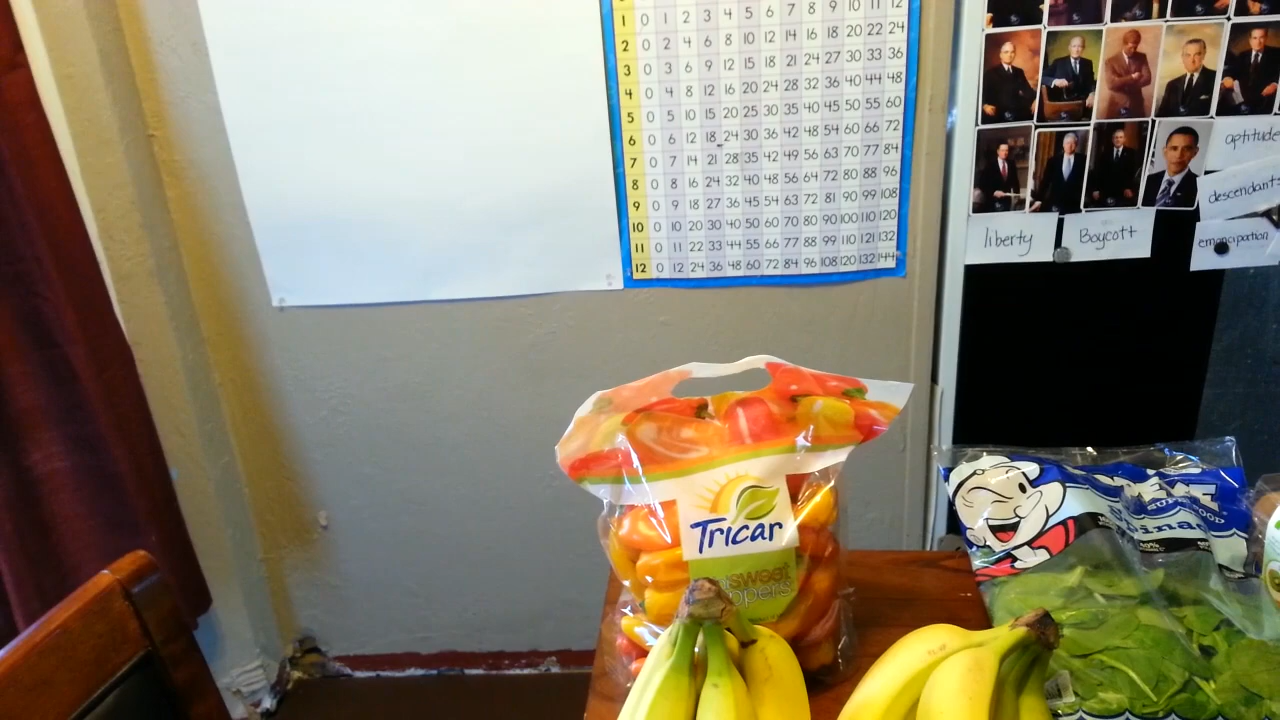 1 0 1 2 3 4 5 6 7 8 9 10 11 12
2 0 2 4 6 8 10 12 14 16 18 20 22 24
3 0 3 6 9 12 15 18 21 24 27 30 33 36
4 0 4 8 12 16 20 24 28 32 36 40 44 48
5 0 5 10 15 20 25 30 35 40 45 50 55 60
6 0 6 12 18 24 30 36 42 48 54 60 66 72
7 0 7 14 21 28 35 42 49 56 63 70 77 84
8 0 8 16 24 32 40 48 56 64 72 80 88 96
9 0 9 18 27 36 45 54 63 72 81 90 99 108
10 0 10 20 30 40 50 60 70 80 90 100 110 120
11 0 11 22 33 44 55 66 77 88 99 110 121 132
12 0 12 24 36 48 60 72 84 96 108 120 132 144
aptitude
descendants
liberty
Boycott
emancipation
Tricar
sweet